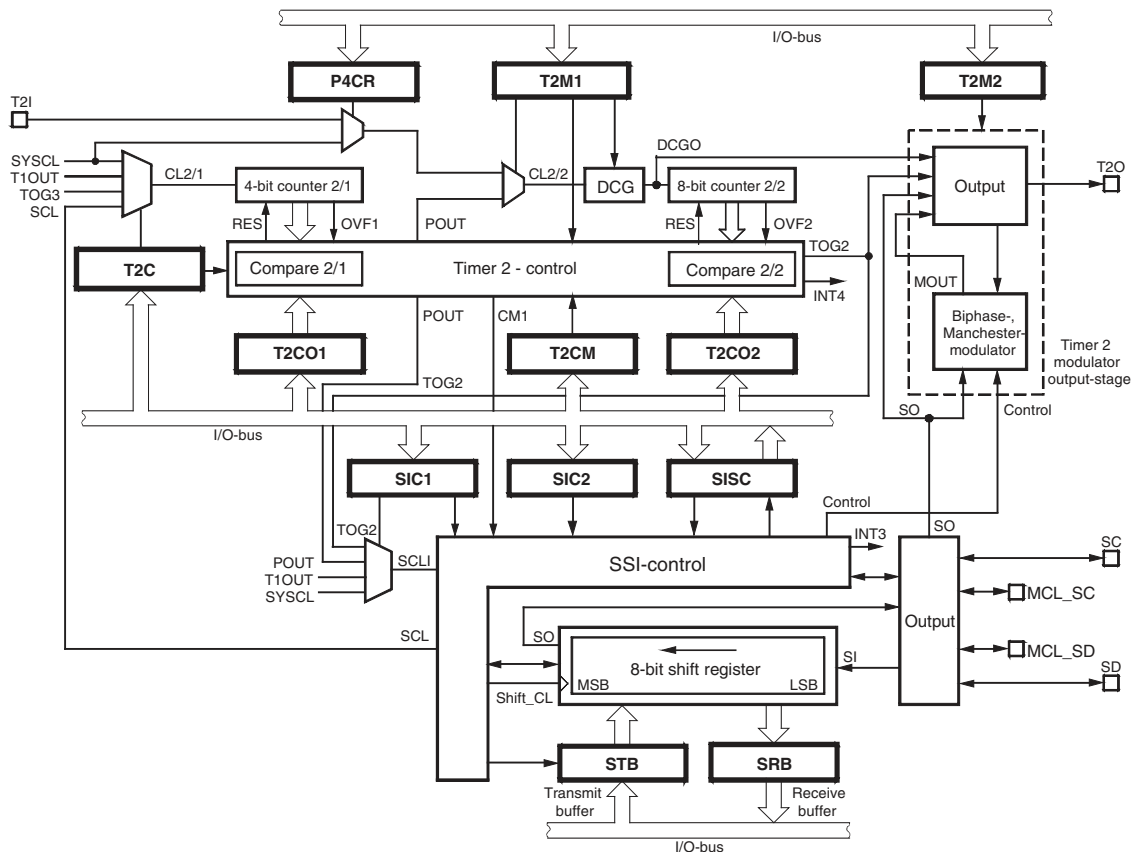 I/O-bus
P4CR
T2M1
T2M2
T2I
SYSCL
T1OUT
TOG3
SCL
CL2/1
4-bit counter 2/1
CL2/2
DCG
DCGO
8-bit counter 2/2
Output
T2O
RES
OVF1
POUT
RES
OVF2
TOG2
T2C
Compare 2/1
Timer 2 - control
Compare 2/2
INT4
MOUT
Biphase-,
Manchester-
modulator
Timer 2
modulator
output-stage
POUT
CM1
T2CO1
T2CM
T2CO2
TOG2
I/O-bus
SO
Control
SIC1
SIC2
SISC
Control
TOG2
POUT
T1OUT
SYSCL
SCLI
SSI-control
INT3
SO
SC
MCL_SC
Output
MCL_SD
SD
SCL
SO
8-bit shift register
MSB
LSB
SI
Shift_CL
STB
SRB
Transmit
buffer
Receive
buffer
I/O-bus